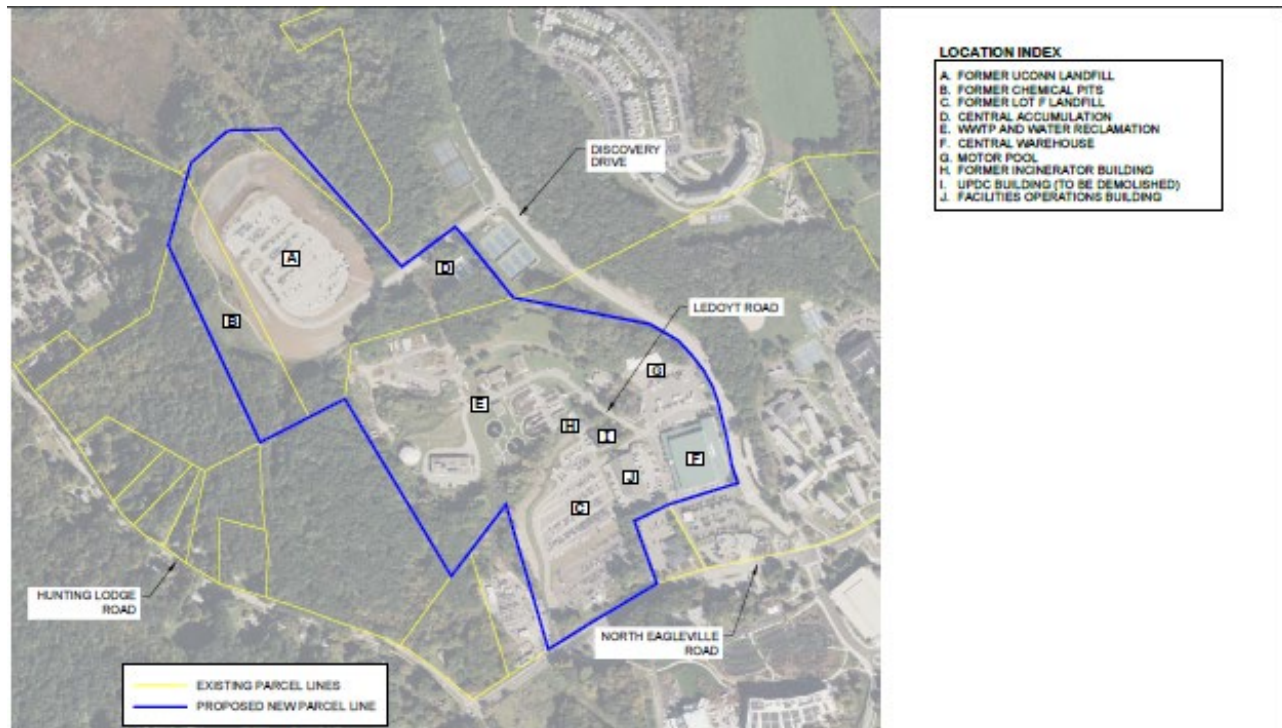 LOCATION INDEX
A. FORMER UCONN LANDFILL
B. FORMER CHEMICAL PITS
C. FORMER LOT F LANDFILL
D. CENTRAL ACCUMULATION
E. WWTP AND WATER RECLAMATION
F. CENTRAL WAREHOUSE
G. MOTOR POOL
H. FORMER INCINERATOR BUILDING
I. UPDC BUILDING (TO BE DEMOLISHED)
J. FACILITIES OPERATIONS BUILDING
DISCOVERY
DRIVE
A
D
LEDOYT ROAD
B
G
E
H
I
F
J
C
HUNTING LODGE
ROAD
NORTH EAGLEVILLE
ROAD
EXISTING PARCEL LINES
PROPOSED NEW PARCEL LINE